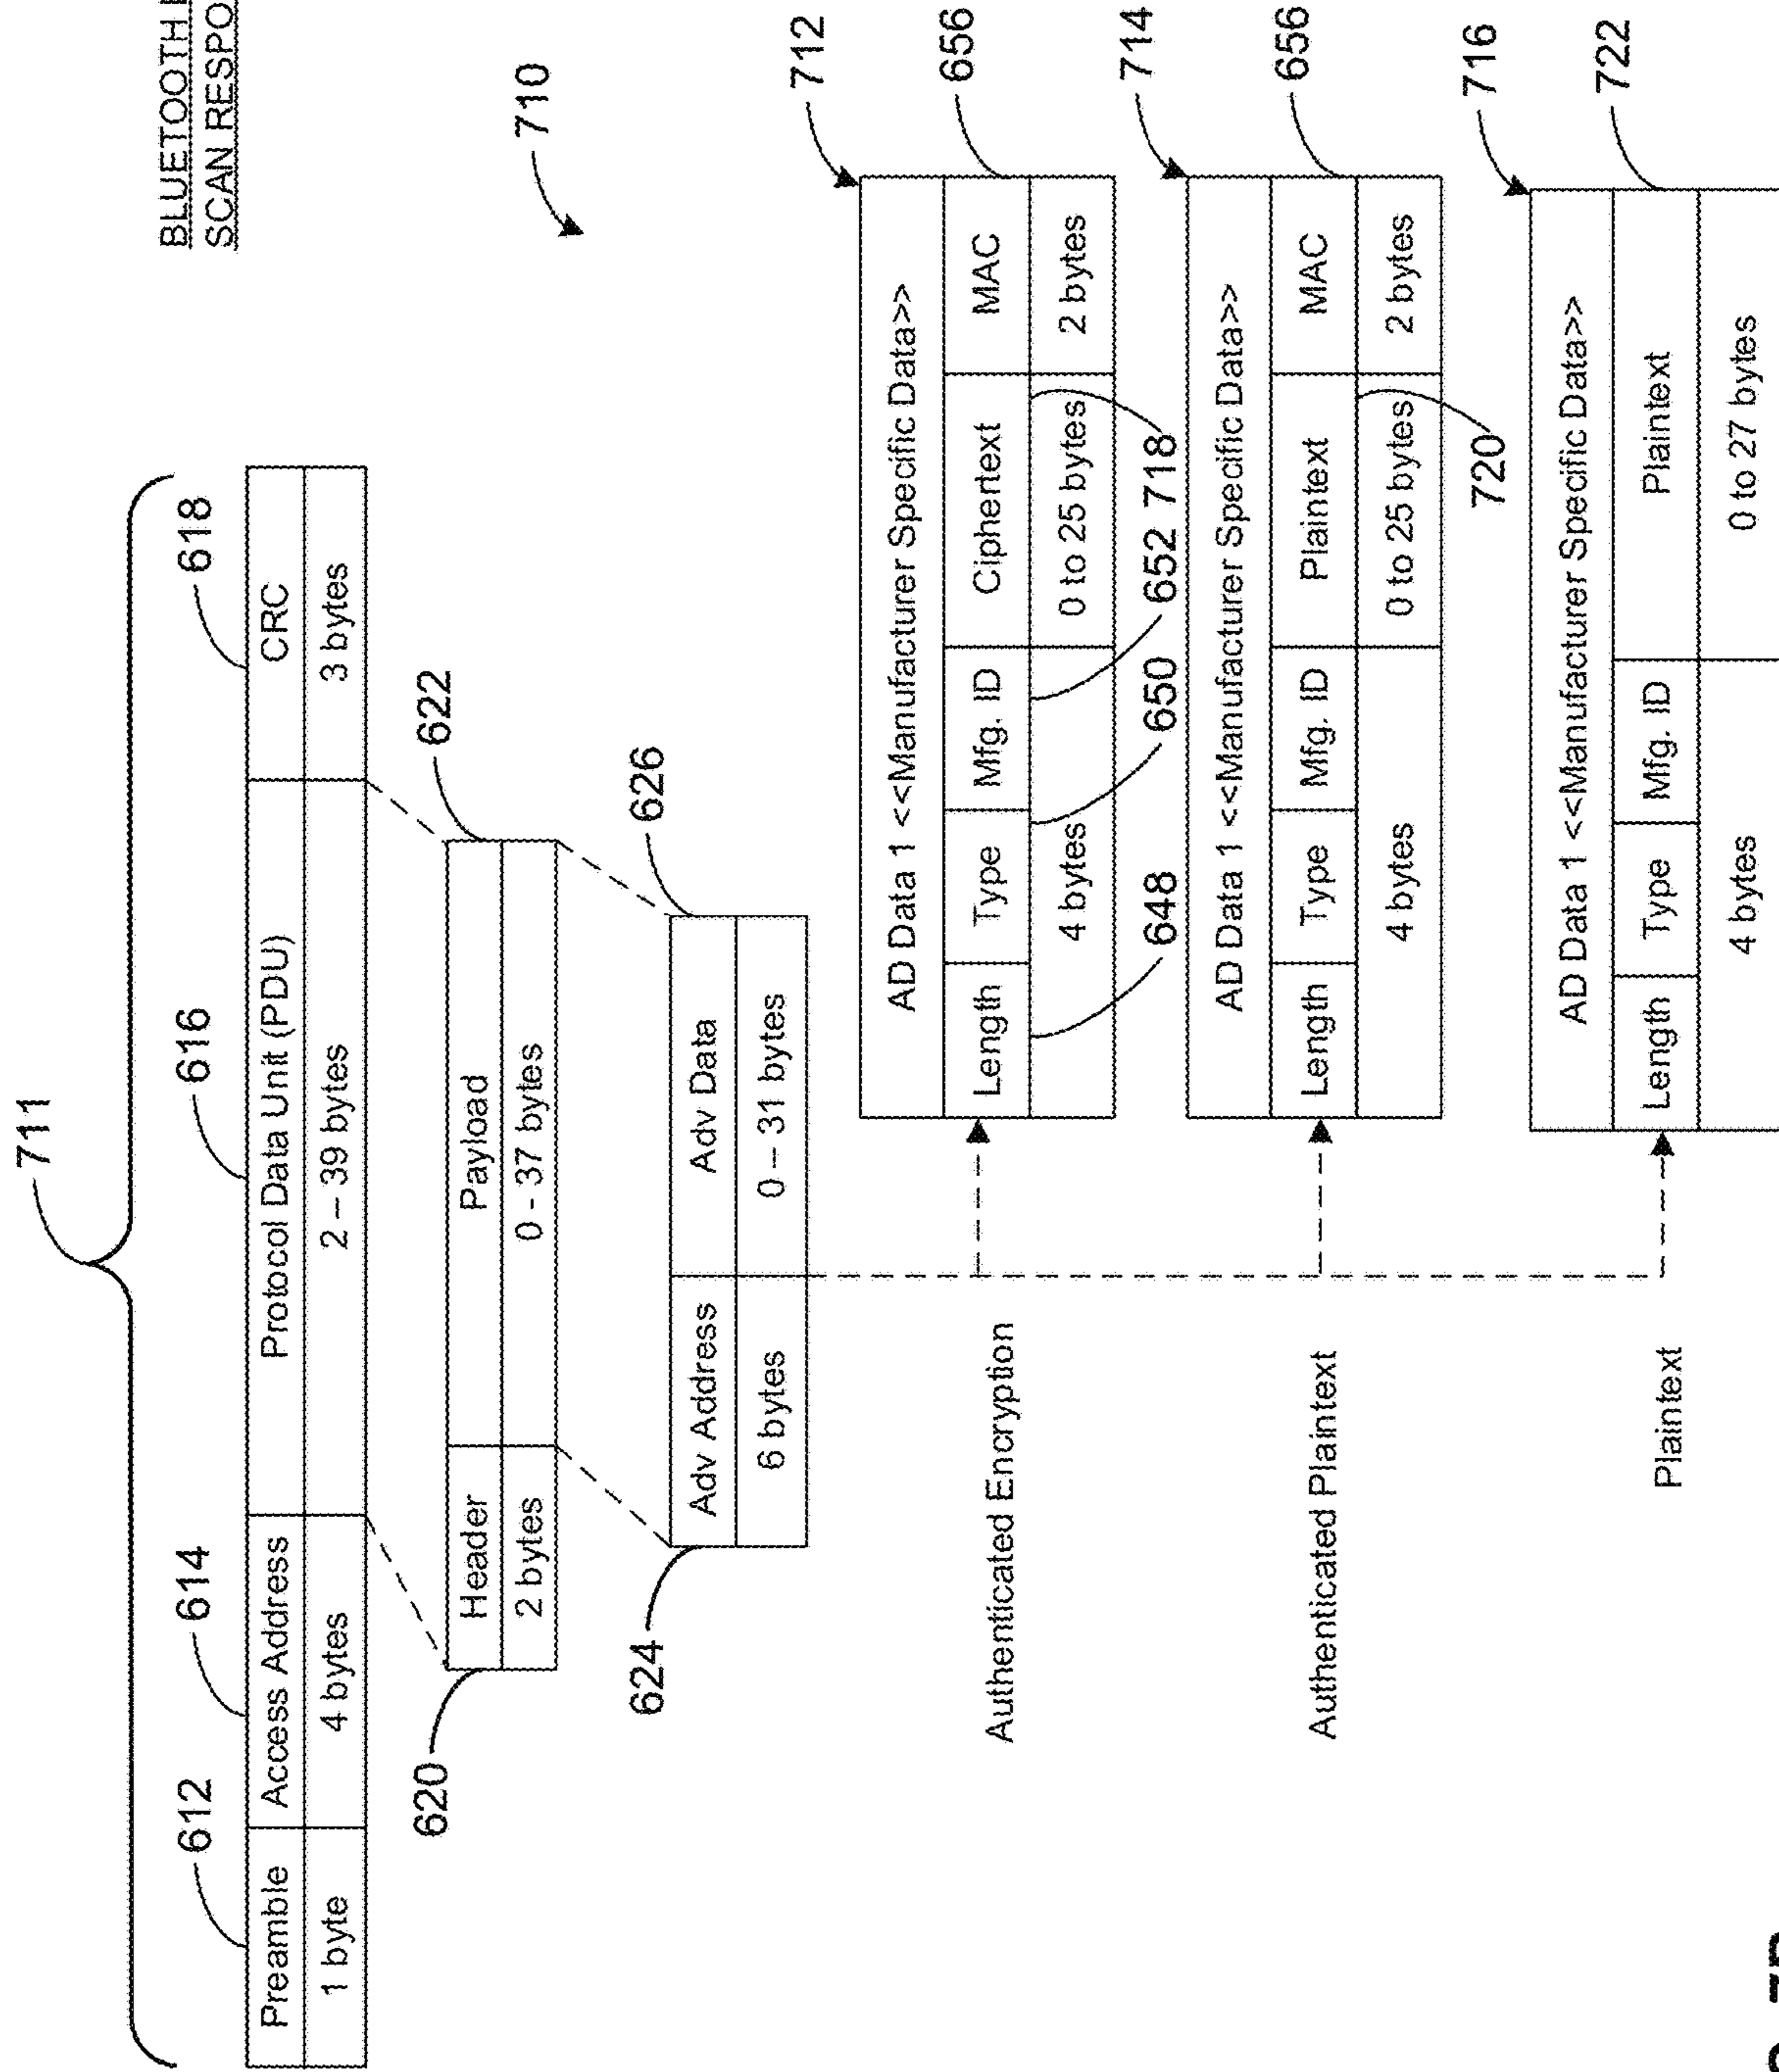 BLUETOOTH
SCAN RESPO
711
612 614 616 618
Preamble Access Address Protocol Data Unit (PDU) CRC
1 byte 4 bytes 2 – 39 bytes 3 bytes
710
620 622
Header Payload
2 bytes 0 - 37 bytes
624 626
Adv Address Adv Data
6 bytes 0 – 31 bytes
712
AD Data 1 <<Manufacturer Specific Data>>
Authenticated Encryption Length Type Mfg. ID Ciphertext MAC 656
4 bytes 0 to 25 bytes 2 bytes
648 650 652 718 714
AD Data 1 <<Manufacturer Specific Data>>
Authenticated Plaintext Length Type Mfg. ID Plaintext MAC 656
4 bytes 0 to 25 bytes 2 bytes
720 716
AD Data 1 <<Manufacturer Specific Data>>
Plaintext Length Type Mfg. ID Plaintext 722
4 bytes 0 to 27 bytes